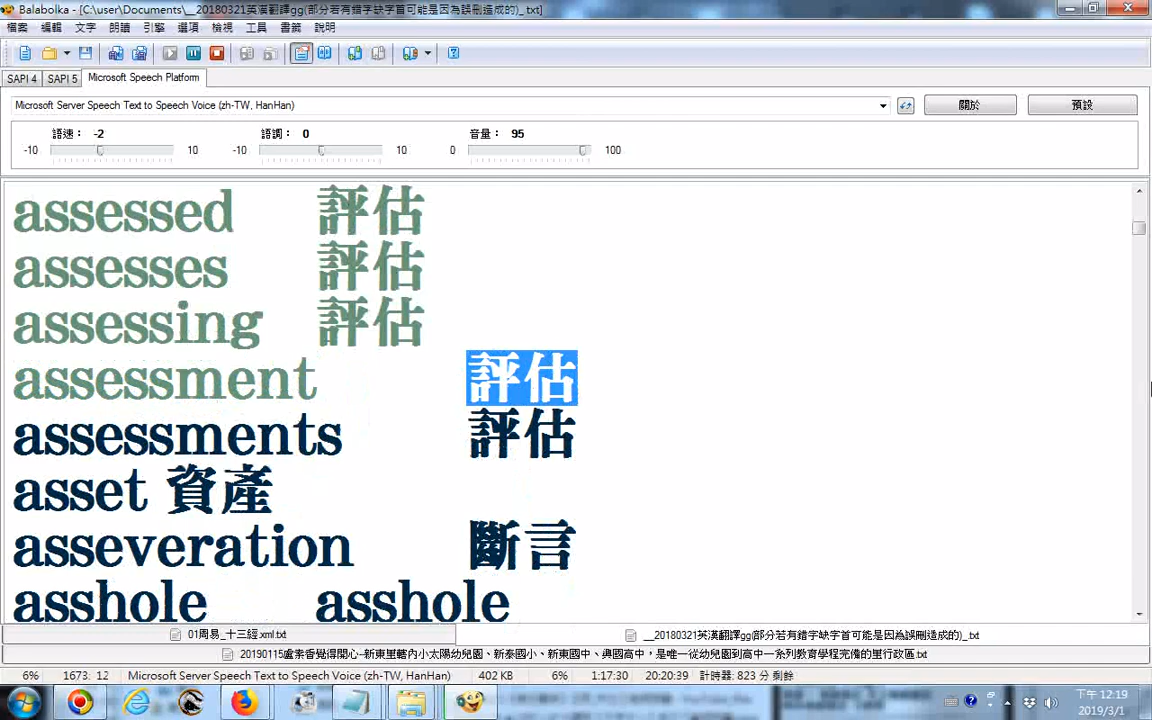 Balabolka - [C:\user\Documents\__20180321英漢翻譯gg(部分若有錯字缺字首可能是因為誤刪造成的)_.txt]
檔案 編輯 文字 朗讀 引擎 選項 檢視 工具 書籤 說明
SAPI 4 SAPI 5 Microsoft Speech Platform
Microsoft Server Speech Text to Speech Voice (zh-TW, HanHan) 關於 預設
語速： -2 語調： 0 音量： 95
-10 10 -10 10 0 100
assessed 評估
assesses 評估
assessing 評估
assessment 評估
assessments 評估
asset 資產
asseveration 斷言
asshole asshole
01周易_十三經.xml.txt __20180321英漢翻譯gg(部分若有錯字缺字首可能是因為誤刪造成的)_.txt
20190115盧素香覺得開心-新東里轄內小太陽幼兒園、新泰國小、新東國中、典國高中，是唯一從幼兒園到高中一系列教育學程完備的里行政區.txt
6% 1673: 12 Microsoft Server Speech Text to Speech Voice (zh-TW, HanHan) 402 KB 6% 1:17:30 20:20:39 計時器: 823 分 剩餘
下午 12:19
2019/3/1